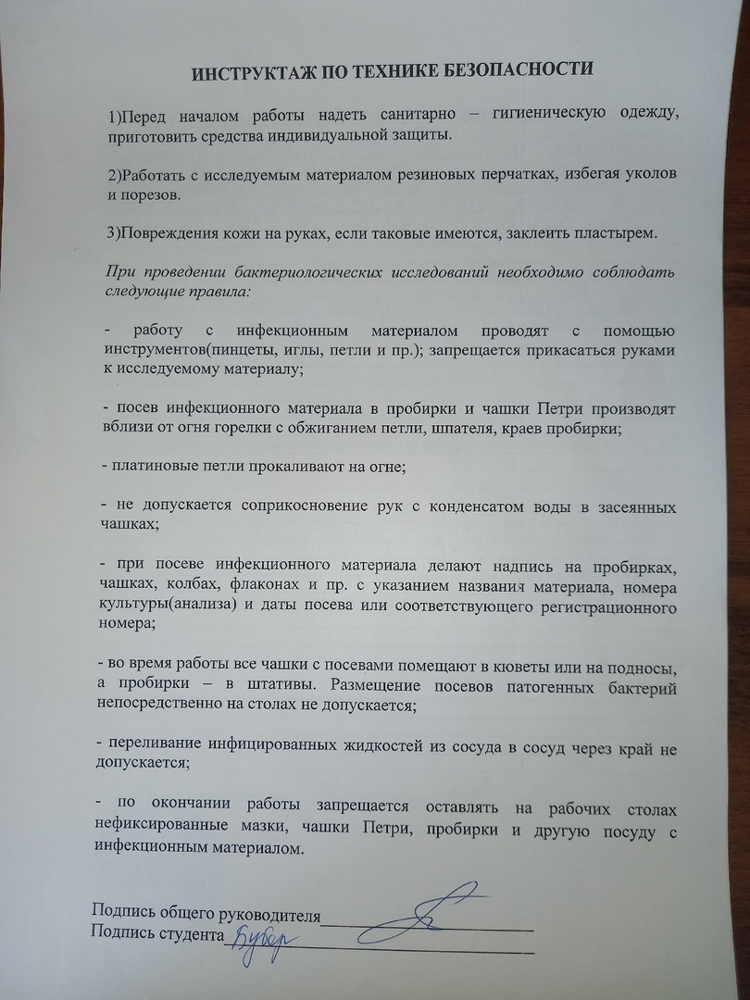 ИНСТРУКТАЖ ПО ТЕХНИКЕ БЕЗОПАСНОСТИ
1)Перед началом работы надеть санитарно – гигиеническую одежду,
приготовить средства индивидуальной защиты.
2)Работать с исследуемым материалом резиновых перчатках, избегая уколов
и порезов.
3)Повреждения кожи на руках, если таковые имеются, заклеить пластырем.
При проведении бактериологических исследований необходимо соблюдать
следующие правила:
- работу с инфекционным материалом проводят с помощью
инструментов(пинцеты, иглы, петли и пр.); запрещается прикасаться руками
к исследуемому материалу;
- посев инфекционного материала в пробирки и чашки Петри производят
вблизи от огня горелки с обжиганием петли, шпателя, краев пробирки;
- платиновые петли прокаливают на огне;
- не допускается соприкосновение рук с конденсатом воды в засеянных
чашках;
- при посеве инфекционного материала делают надпись на пробирках,
чашках, колбах, флаконах и пр. с указанием названия материала, номера
культуры(анализа) и даты посева или соответствующего регистрационного
номера;
- во время работы все чашки с посевами помещают в кюветы или на подносы,
а пробирки – в штативы. Размещение посевов патогенных бактерий
непосредственно на столах не допускается;
- переливание инфицированных жидкостей из сосуда в сосуд через край не
допускается;
- по окончании работы запрещается оставлять на рабочих столах
нефиксированные мазки, чашки Петри, пробирки и другую посуду с
инфекционным материалом.
Подпись общего руководителя
Подпись студента